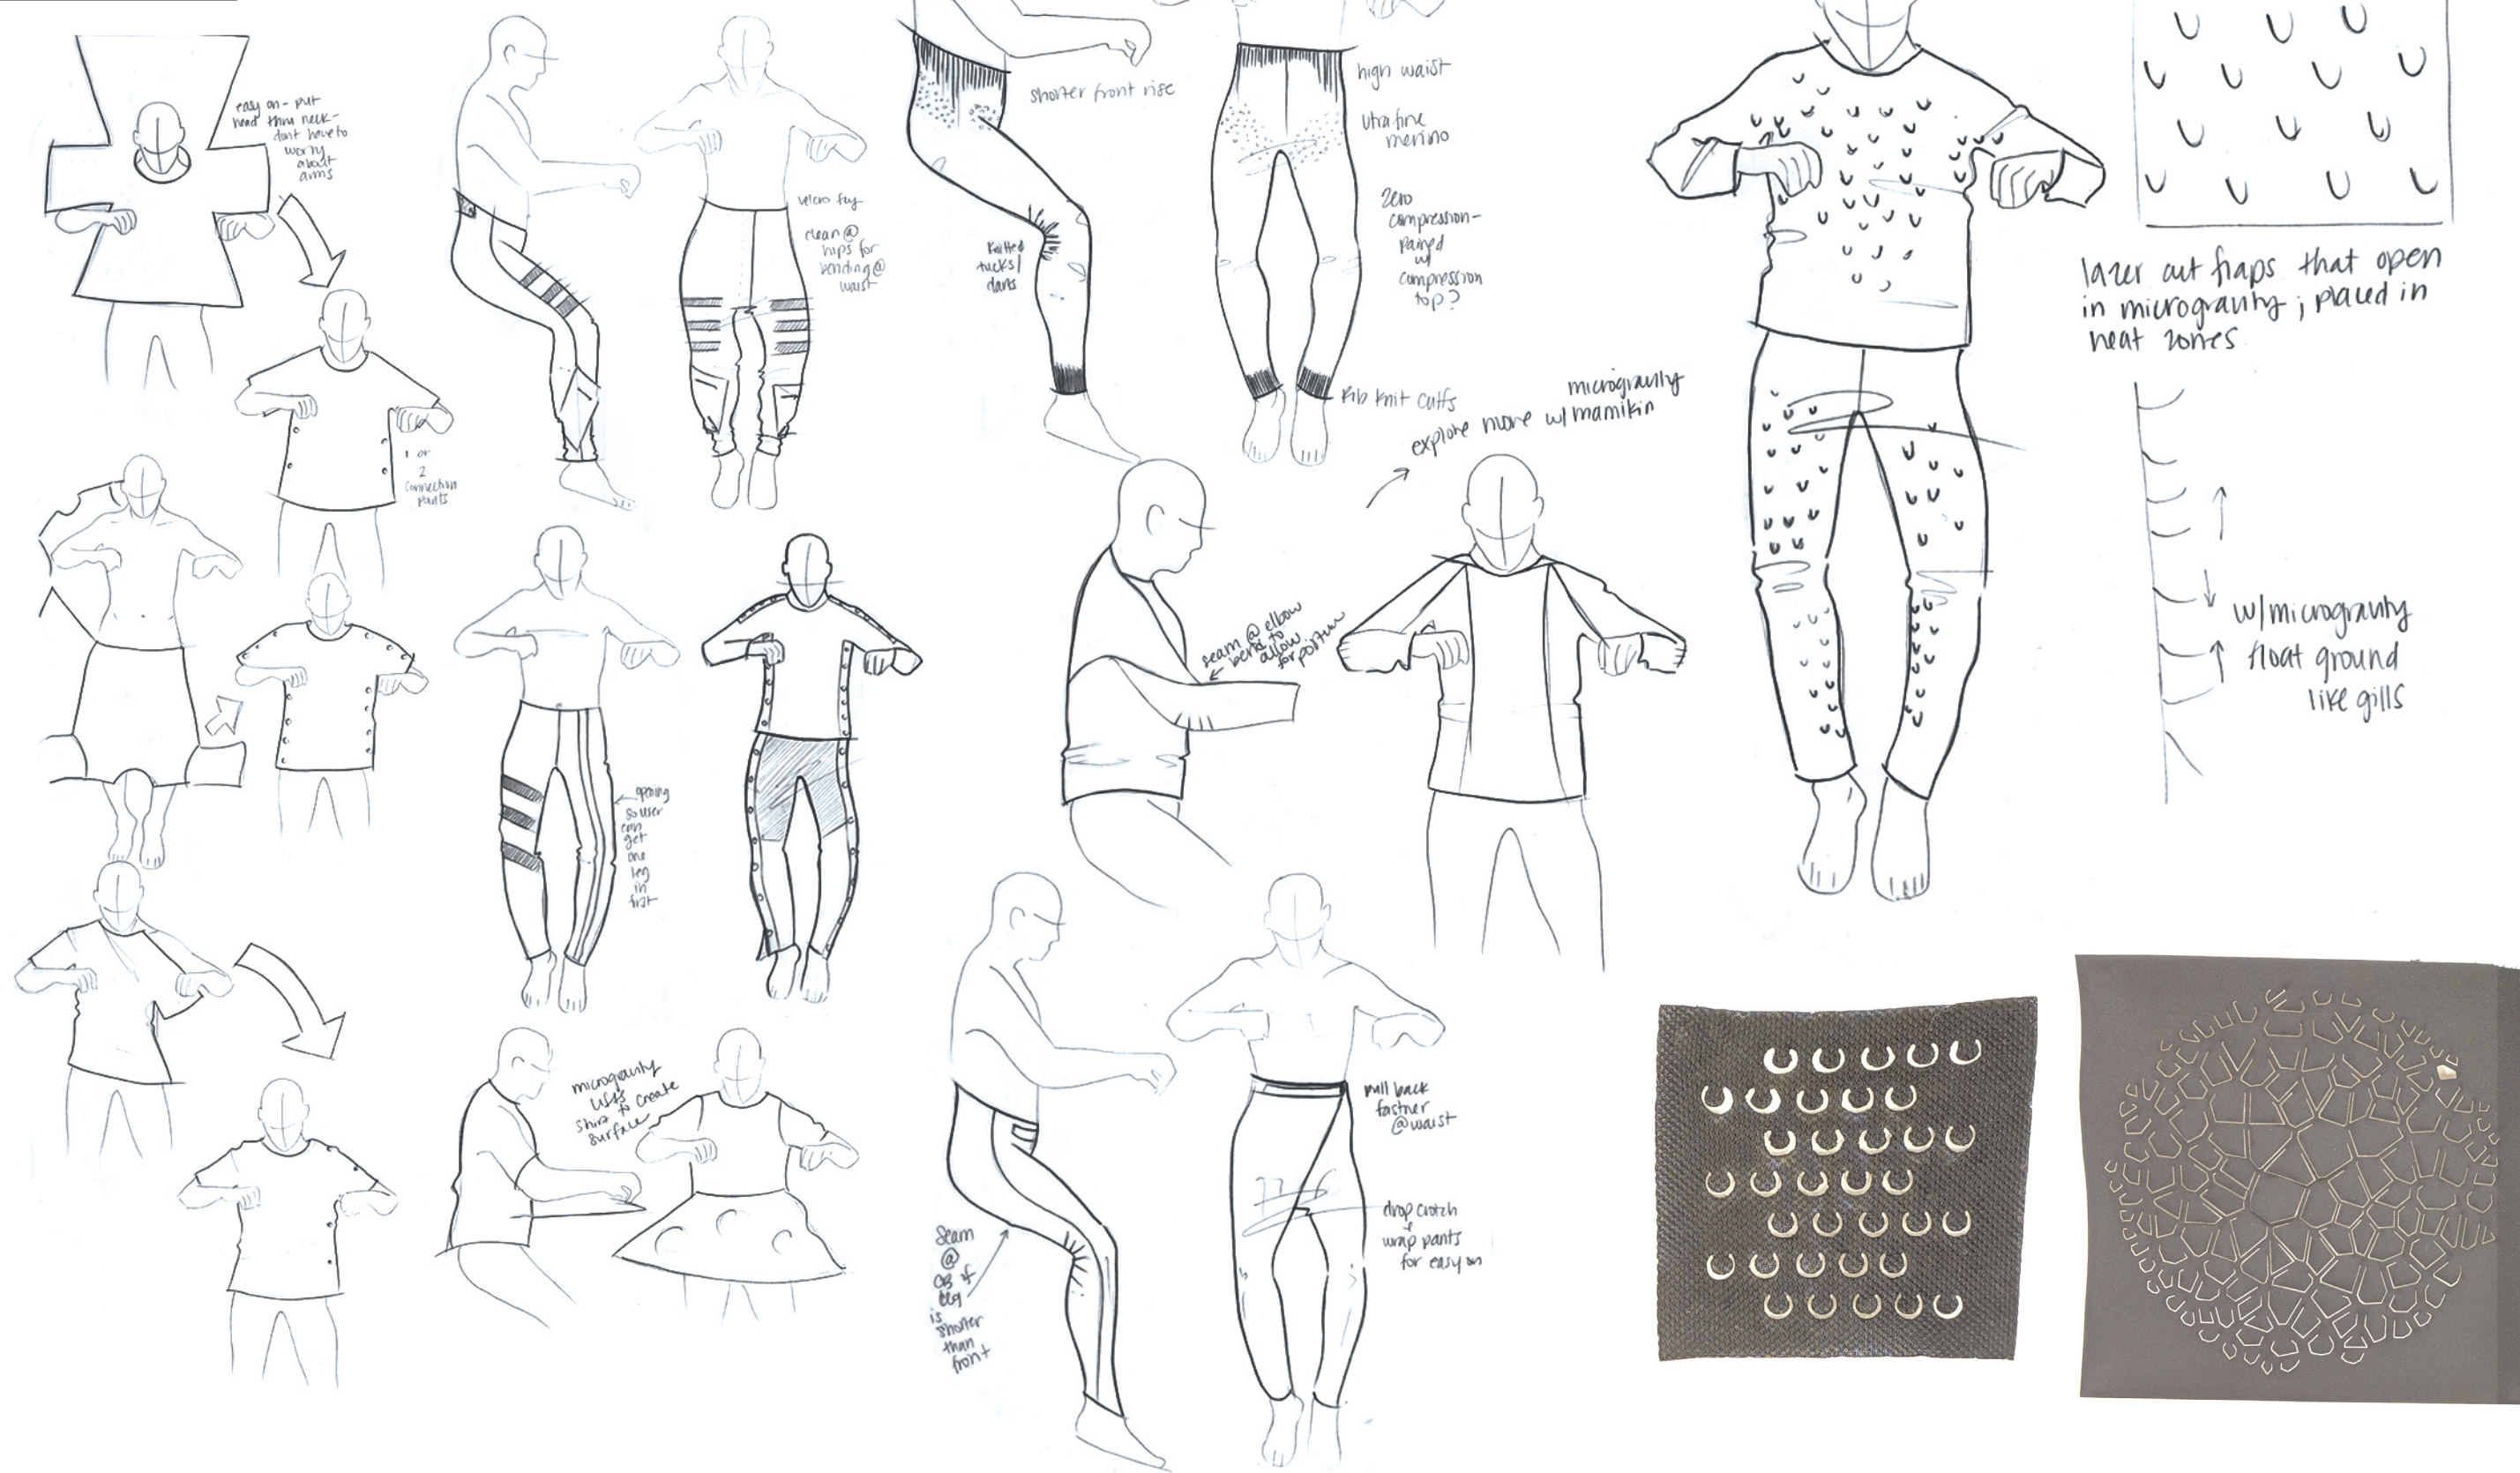 easy on - put
head thru neck -
dont have to
worry
about
arms
1 or
2
connection
points
velcro fly
clean @
hips for
bending @
waist
shorter front rise
knitted
tucks/
darts
high waist
Utra fine
merino
Zero
compression-
paired
w/
compression
top?
Rib knit cuffs
microgravity
explore more w/ mamikin
lazer cut flaps that open
in microgravity ; placed in
heat zones
w/microgravity
float ground
like gills
seam @ elbow
bend to
allow
for posture
opening
so user
can
get
one
leg
in
first
microgravity
lifts
shirt to create
surface
pull back
fastner
@ waist
drop crotch
+
wrap pants
for easy on
Seam
@
CB of
leg
is
shorter
than
front